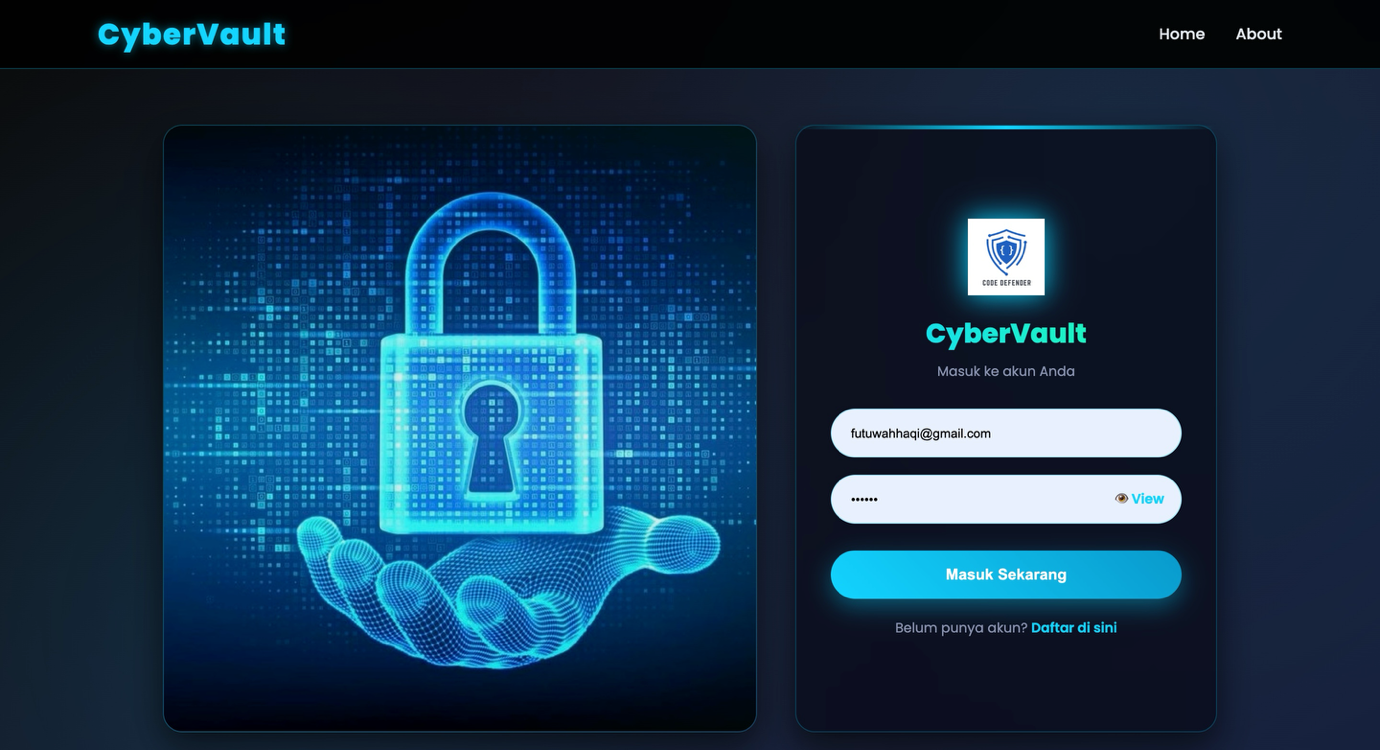 CyberVault
Home
About
CODE DEFENDER
CyberVault
Masuk ke akun Anda
futuwahhaqi@gmail.com
••••••
👁 View
Masuk Sekarang
Belum punya akun? Daftar di sini